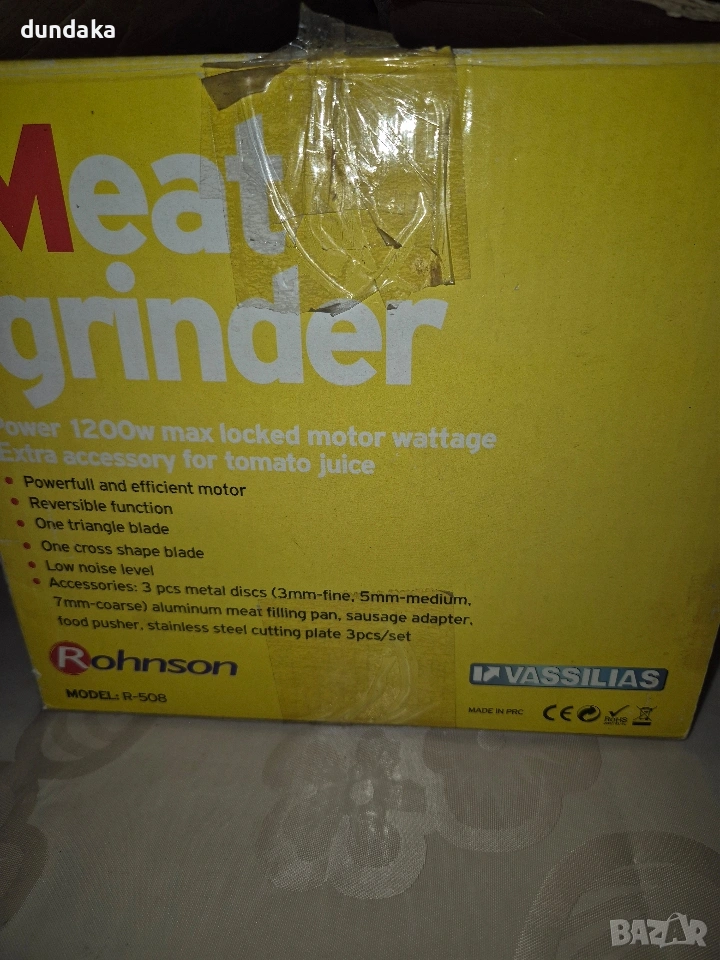 dundaka
Meat
grinder
Power 1200w max locked motor wattage
Extra accessory for tomato juice
• Powerfull and efficient motor
• Reversible function
• One triangle blade
• One cross shape blade
• Low noise level
• Accessories: 3 pcs metal discs (3mm-fine, 5mm-medium,
7mm-coarse) aluminum meat filling pan, sausage adapter,
food pusher, stainless steel cutting plate 3pcs/set
Rohnson
VASSILIAS
MODEL: R-508
MADE IN PRC
CE
RoHS
BAZAR